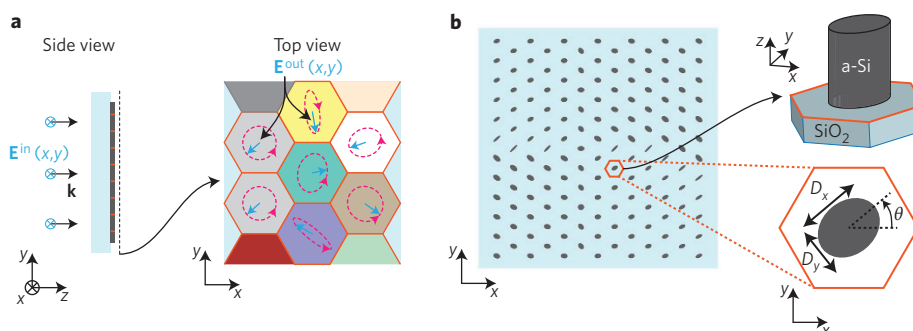 a
Side view
Top view
E^out (x,y)
E^in (x,y)
k
y
x
z
y
x
b
z
y
x
a-Si
SiO₂
D_x
θ
D_y
y
x
y
x